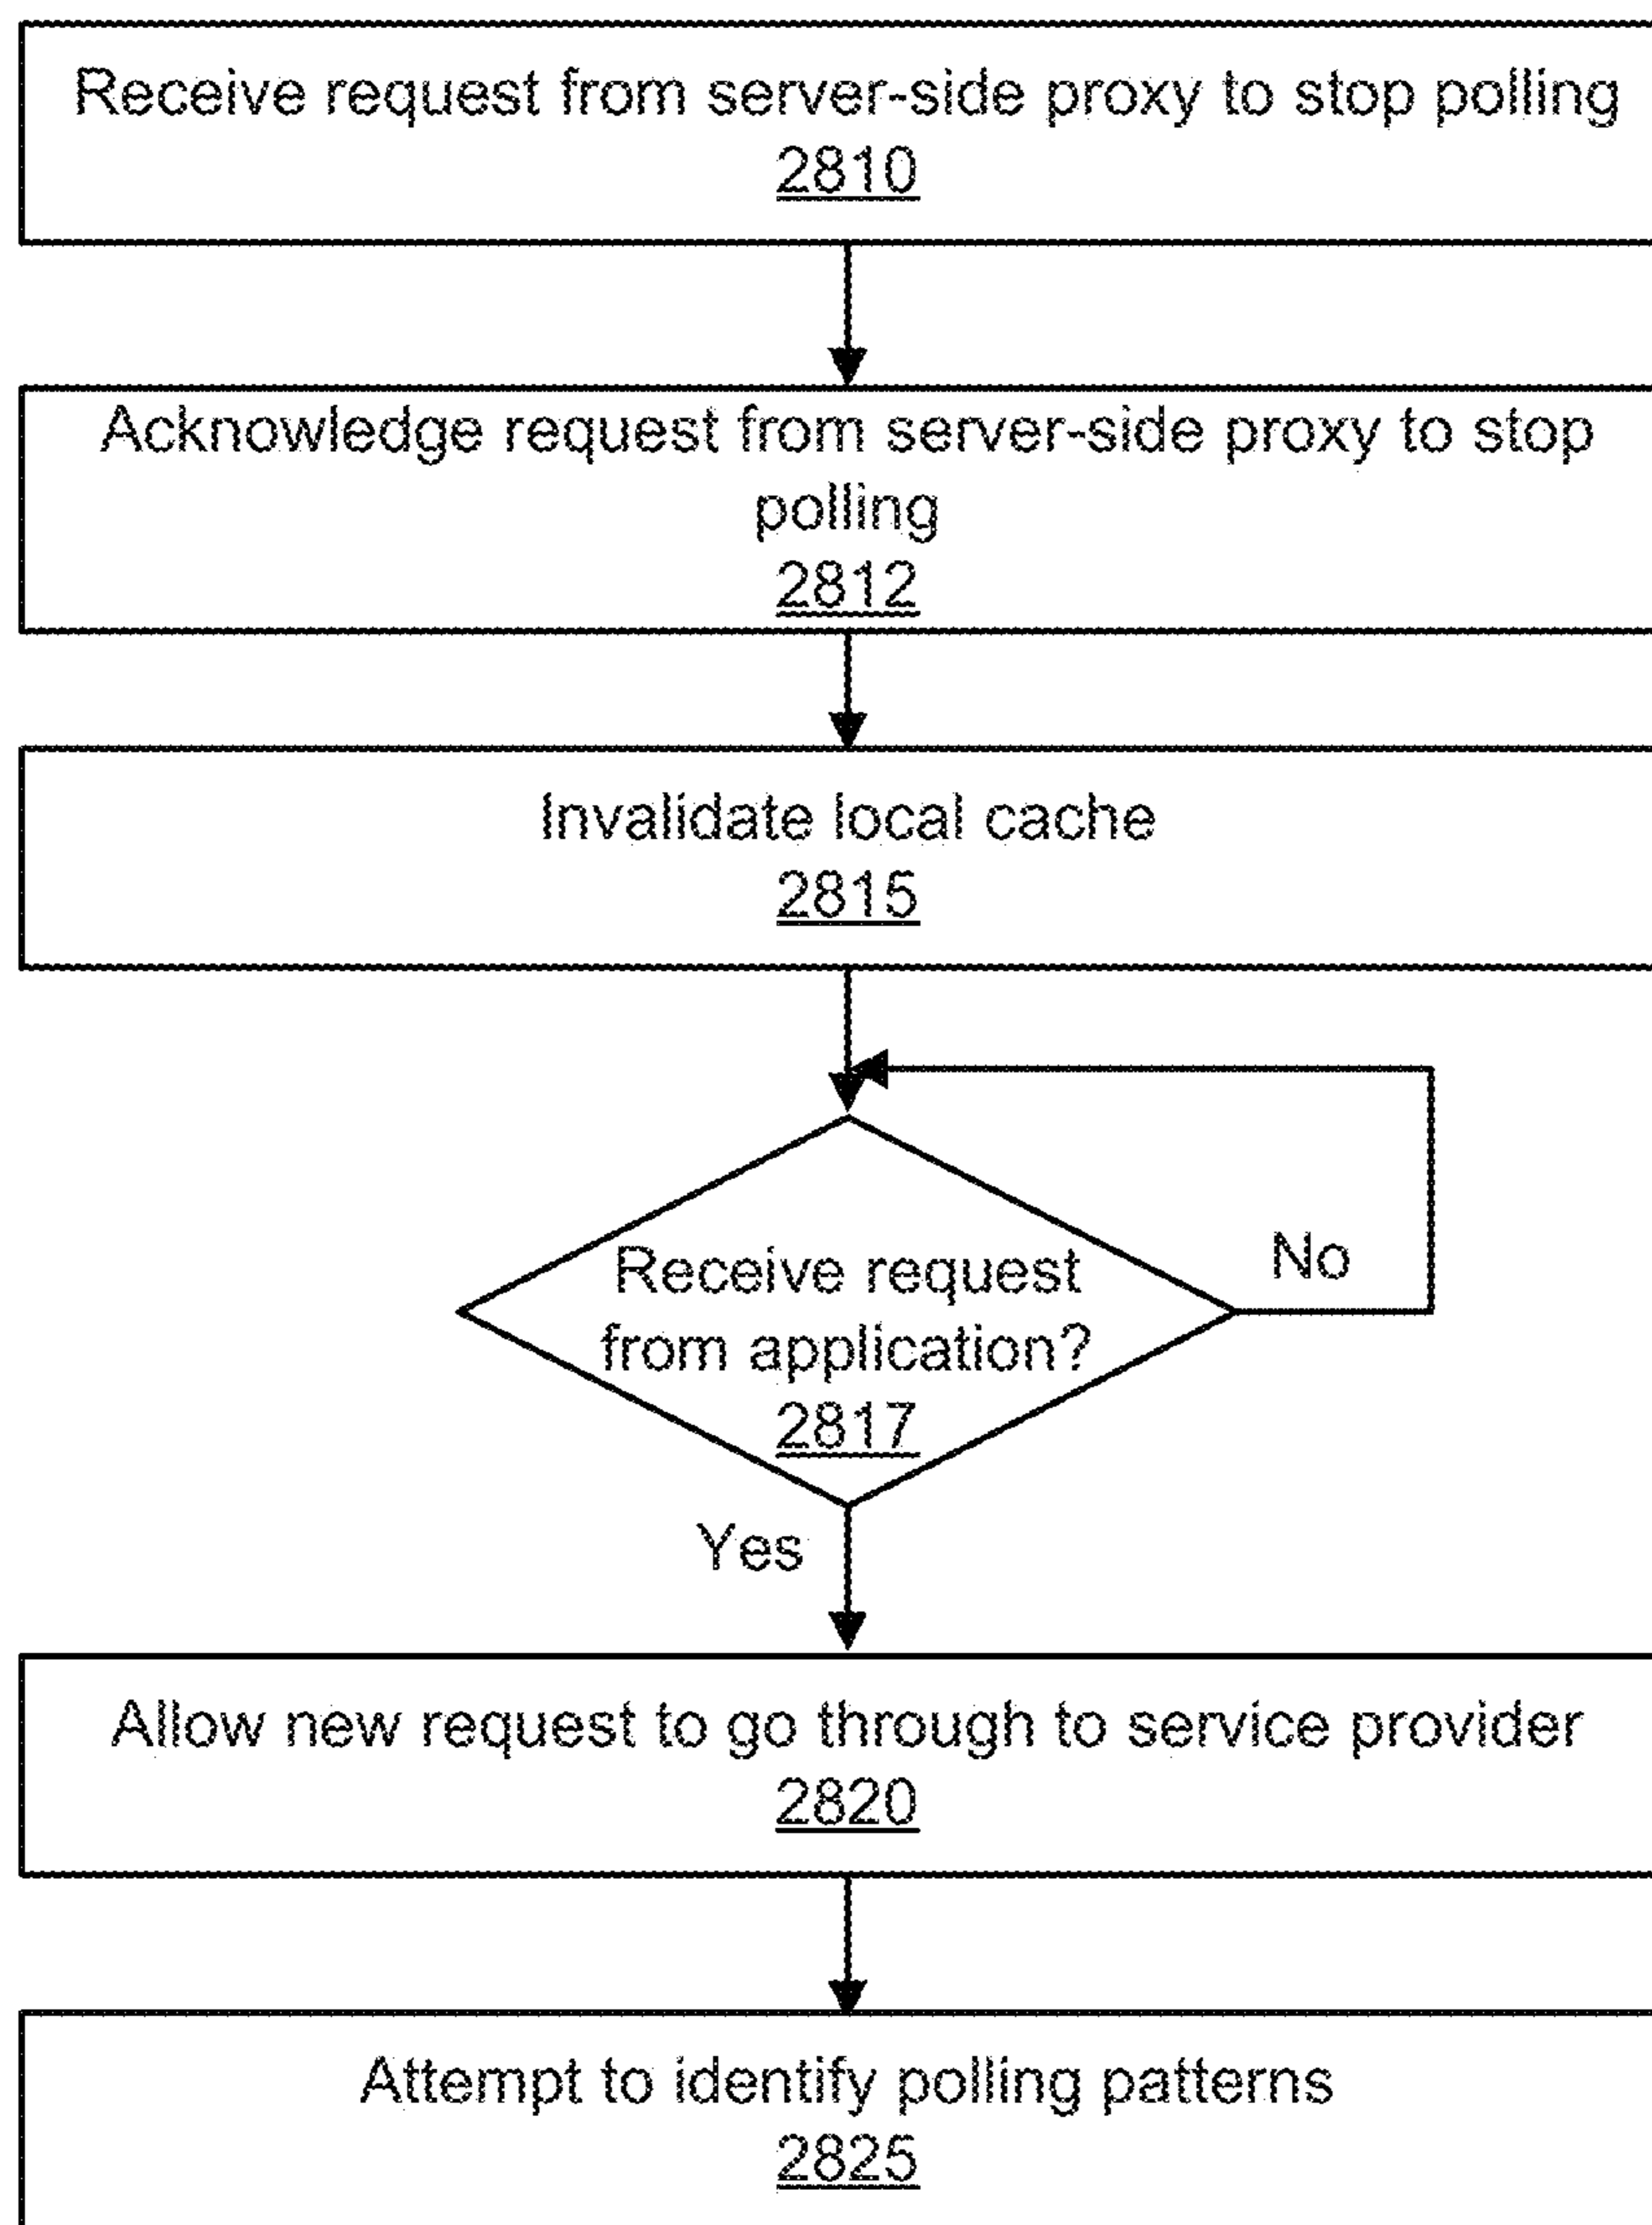 Receive request from server-side proxy to stop polling
2810
Acknowledge request from server-side proxy to stop
polling
2812
Invalidate local cache
2815
Receive request
from application?
2817
No
Yes
Allow new request to go through to service provider
2820
Attempt to identify polling patterns
2825